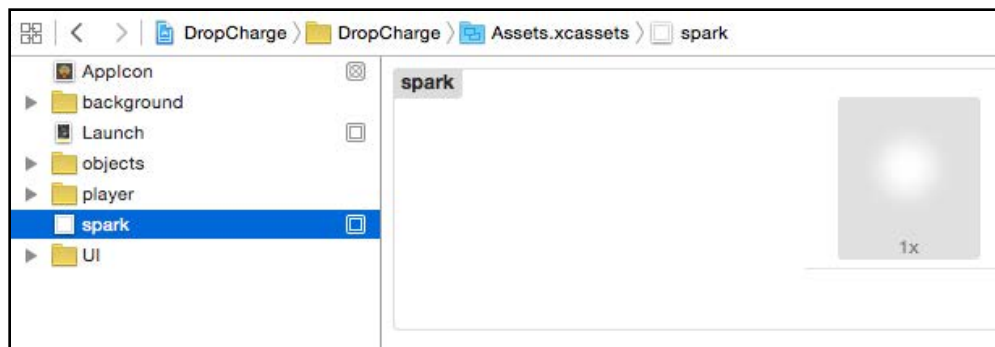 DropCharge DropCharge Assets.xcassets spark
AppIcon
background
Launch
objects
player
spark
UI
spark
1x